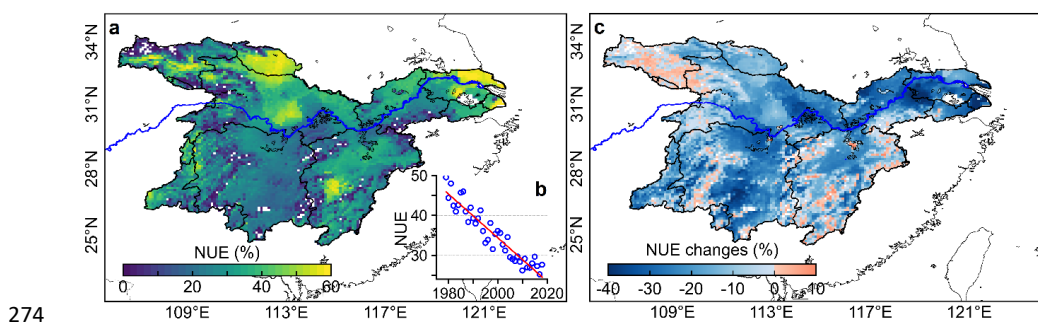 a
c
34°N
34°N
31°N
31°N
28°N
28°N
25°N
25°N
b
50
40
30
NUE
1980
2000
2020
NUE (%)
0
20
40
60
NUE changes (%)
-40
-30
-20
-10
0
10
109°E
113°E
117°E
121°E
109°E
113°E
117°E
121°E
274